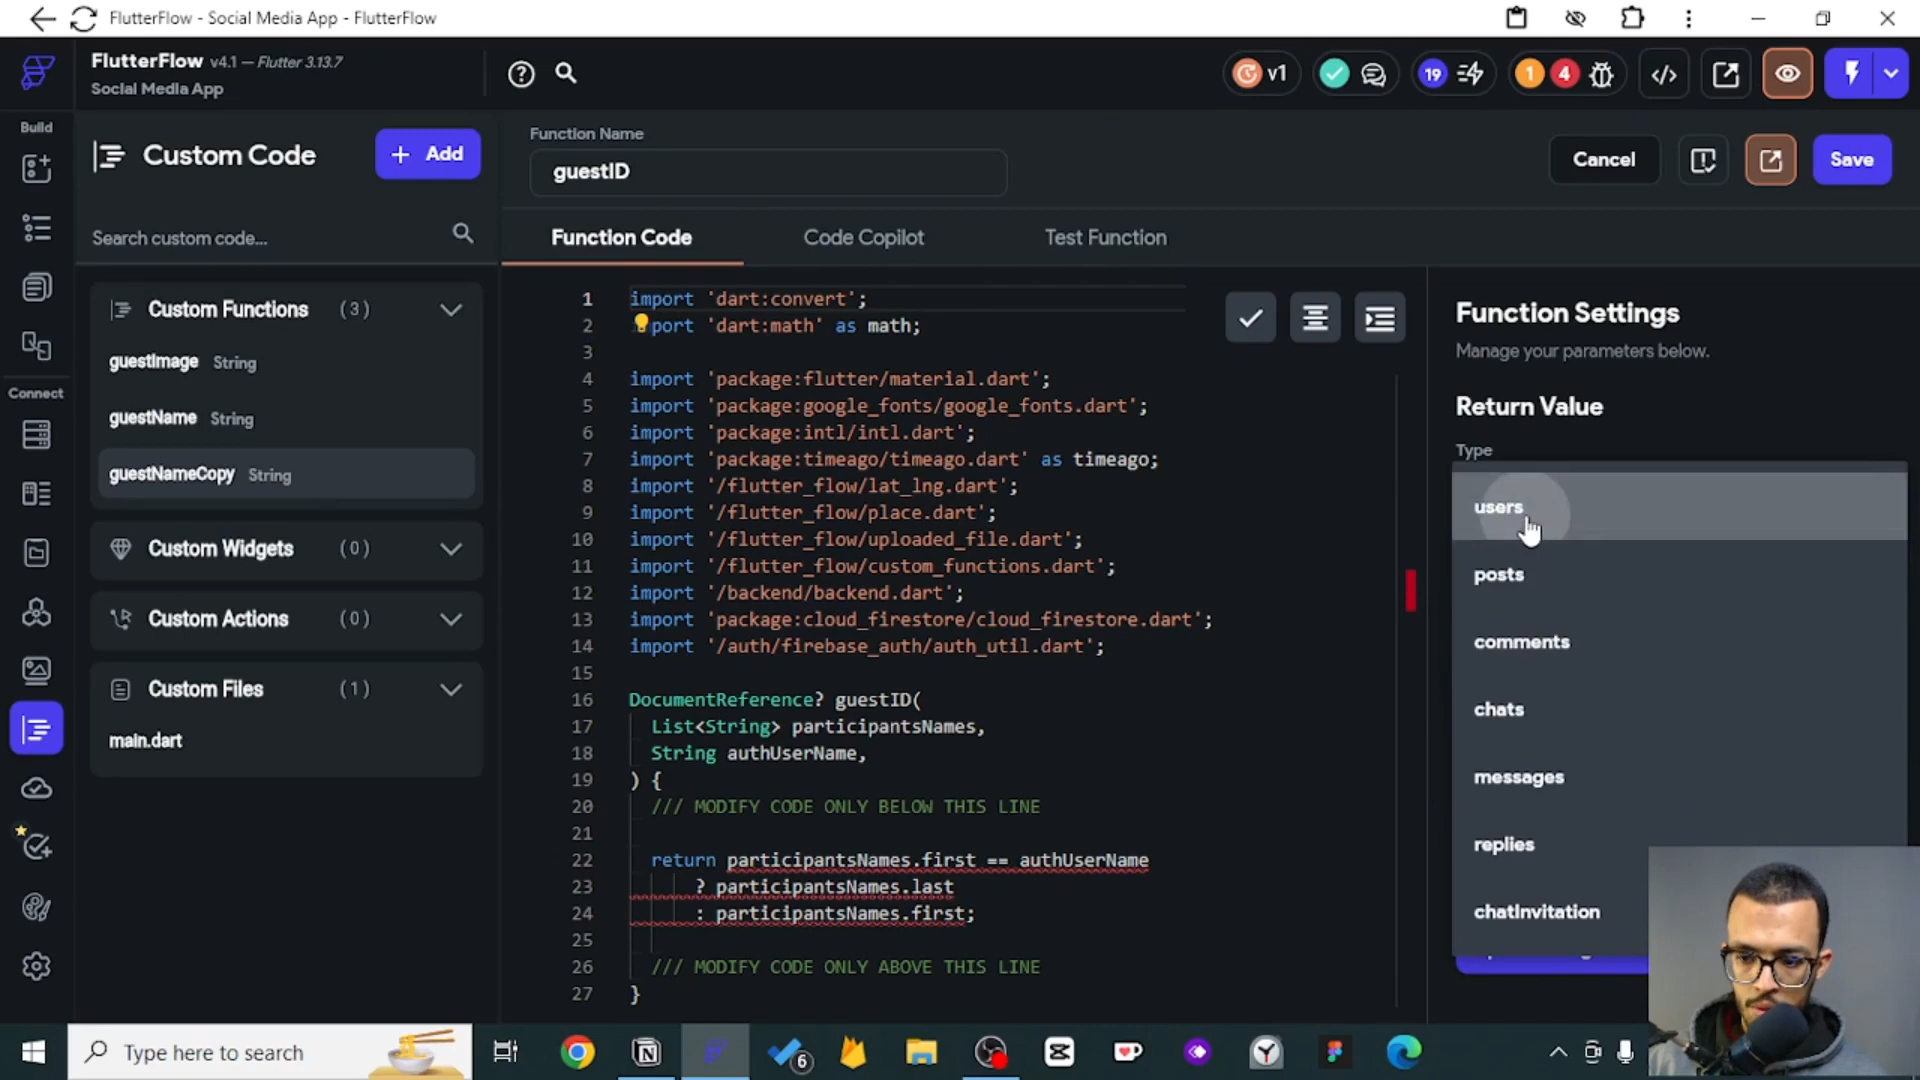 FlutterFlow - Social Media App - FlutterFlow
FlutterFlow v4.1 — Flutter 3.13.7
Social Media App
v1
19
1
4
Build
Connect
Custom Code
+ Add
Search custom code...
Custom Functions (3)
guestImage String
guestName String
guestNameCopy String
Custom Widgets (0)
Custom Actions (0)
Custom Files (1)
main.dart
Function Name
guestID
Cancel
Save
Function Code
Code Copilot
Test Function
1 import 'dart:convert';
2 port 'dart:math' as math;
3
4 import 'package:flutter/material.dart';
5 import 'package:google_fonts/google_fonts.dart';
6 import 'package:intl/intl.dart';
7 import 'package:timeago/timeago.dart' as timeago;
8 import '/flutter_flow/lat_lng.dart';
9 import '/flutter_flow/place.dart';
10 import '/flutter_flow/uploaded_file.dart';
11 import '/flutter_flow/custom_functions.dart';
12 import '/backend/backend.dart';
13 import 'package:cloud_firestore/cloud_firestore.dart';
14 import '/auth/firebase_auth/auth_util.dart';
15
16 DocumentReference? guestID(
17 List<String> participantsNames,
18 String authUserName,
19 ) {
20 /// MODIFY CODE ONLY BELOW THIS LINE
21
22 return participantsNames.first == authUserName
23 ? participantsNames.last
24 : participantsNames.first;
25
26 /// MODIFY CODE ONLY ABOVE THIS LINE
27 }
Function Settings
Manage your parameters below.
Return Value
Type
users
posts
comments
chats
messages
replies
chatInvitation
Type here to search
6